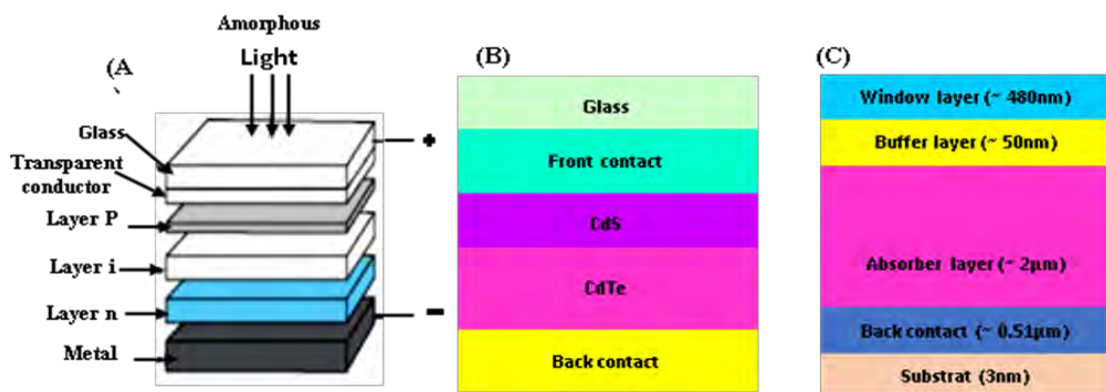 (A
Amorphous
Light
Glass
Transparent
conductor
Layer P
Layer i
Layer n
Metal
+
-
(B)
Glass
Front contact
CdS
CdTe
Back contact
(C)
Window layer (~ 480nm)
Buffer layer (~ 50nm)
Absorber layer (~ 2µm)
Back contact (~ 0.51µm)
Substrat (3nm)